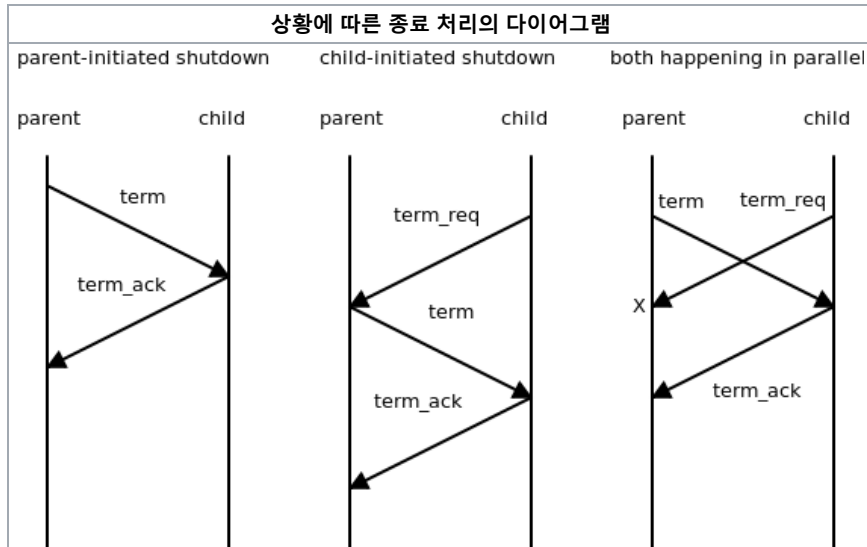 상황에 따른 종료 처리의 다이어그램
parent-initiated shutdown
child-initiated shutdown
both happening in parallel
parent child
parent child
parent child
term
term_ack
term_req
term
term_ack
term term_req
X
term_ack